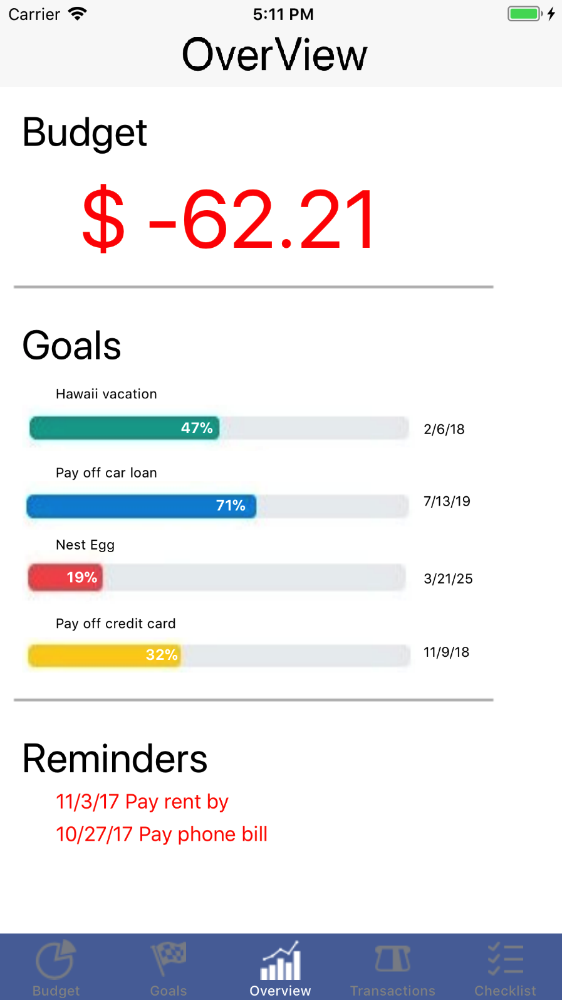 Carrier 5:11 PM
OverView
Budget
$ -62.21
Goals
Hawaii vacation
47% 2/6/18
Pay off car loan
71% 7/13/19
Nest Egg
19% 3/21/25
Pay off credit card
32% 11/9/18
Reminders
11/3/17 Pay rent by
10/27/17 Pay phone bill
Budget Goals Overview Transactions Checklist